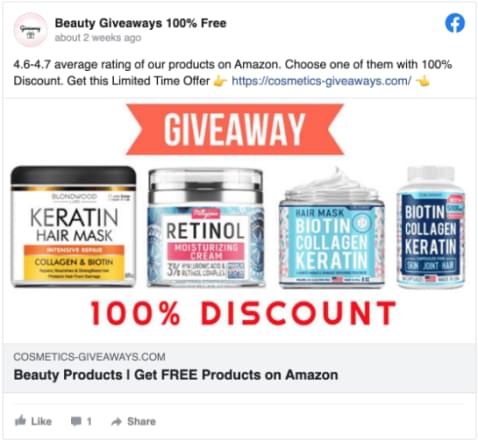 Beauty Giveaways 100% Free
about 2 weeks ago
4.6-4.7 average rating of our products on Amazon. Choose one of them with 100%
Discount. Get this Limited Time Offer 👉 https://cosmetics-giveaways.com/ 👈
GIVEAWAY
BLONDWOOD
KERATIN
HAIR MASK
INTENSIVE REPAIR
COLLAGEN & BIOTIN
RETINOL
MOISTURIZING
CREAM
HAIR MASK
BIOTIN
COLLAGEN
KERATIN
BIOTIN
COLLAGEN
KERATIN
SKIN JOINT HAIR
100% DISCOUNT
COSMETICS-GIVEAWAYS.COM
Beauty Products I Get FREE Products on Amazon
Like
1
Share